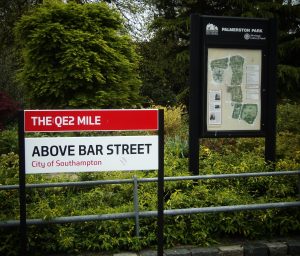 PALMERSTON PARK
THE QE2 MILE
ABOVE BAR STREET
City of Southampton